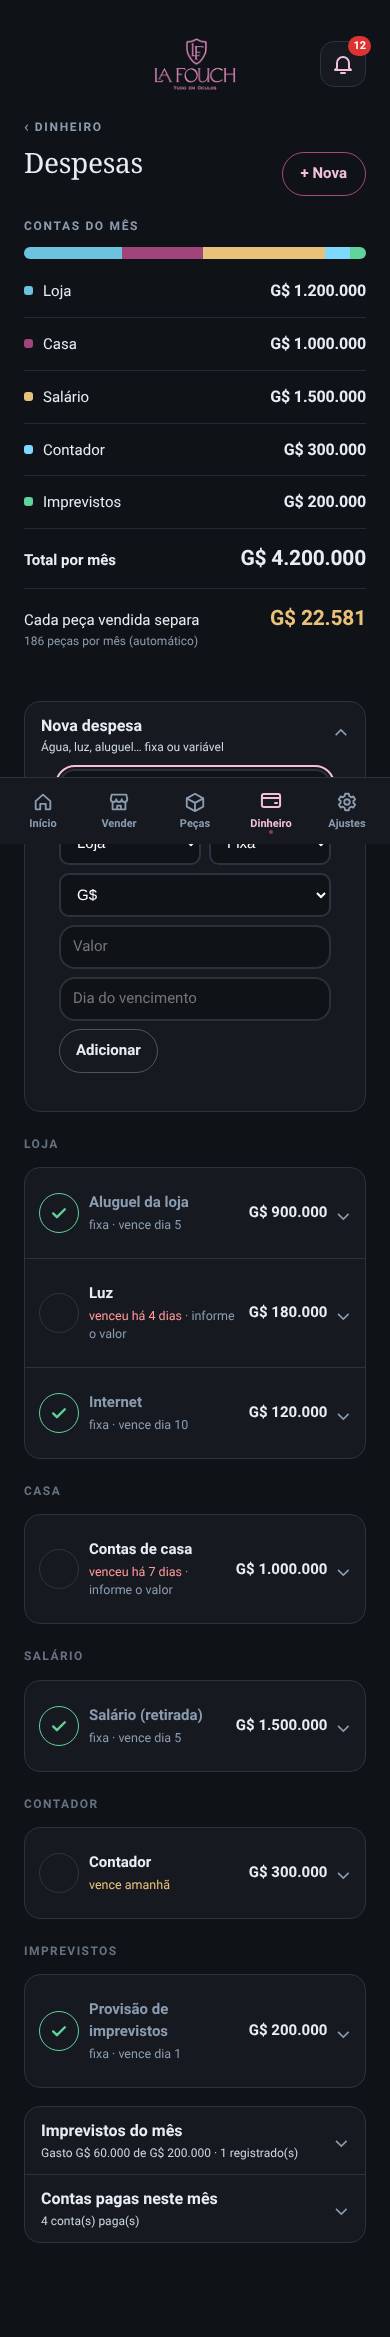 12
LF
LA FOUCH
TUDO EM ÓCULOS
‹ DINHEIRO
Despesas
+ Nova
CONTAS DO MÊS
Loja G$ 1.200.000
Casa G$ 1.000.000
Salário G$ 1.500.000
Contador G$ 300.000
Imprevistos G$ 200.000
Total por mês G$ 4.200.000
Cada peça vendida separa G$ 22.581
186 peças por mês (automático)
Nova despesa
Água, luz, aluguel… fixa ou variável
Início Vender Peças Dinheiro Ajustes
Loja Fixa
G$
Valor
Dia do vencimento
Adicionar
LOJA
Aluguel da loja G$ 900.000
fixa · vence dia 5
Luz G$ 180.000
venceu há 4 dias · informe
o valor
Internet G$ 120.000
fixa · vence dia 10
CASA
Contas de casa G$ 1.000.000
venceu há 7 dias ·
informe o valor
SALÁRIO
Salário (retirada) G$ 1.500.000
fixa · vence dia 5
CONTADOR
Contador G$ 300.000
vence amanhã
IMPREVISTOS
Provisão de
imprevistos G$ 200.000
fixa · vence dia 1
Imprevistos do mês
Gasto G$ 60.000 de G$ 200.000 · 1 registrado(s)
Contas pagas neste mês
4 conta(s) paga(s)